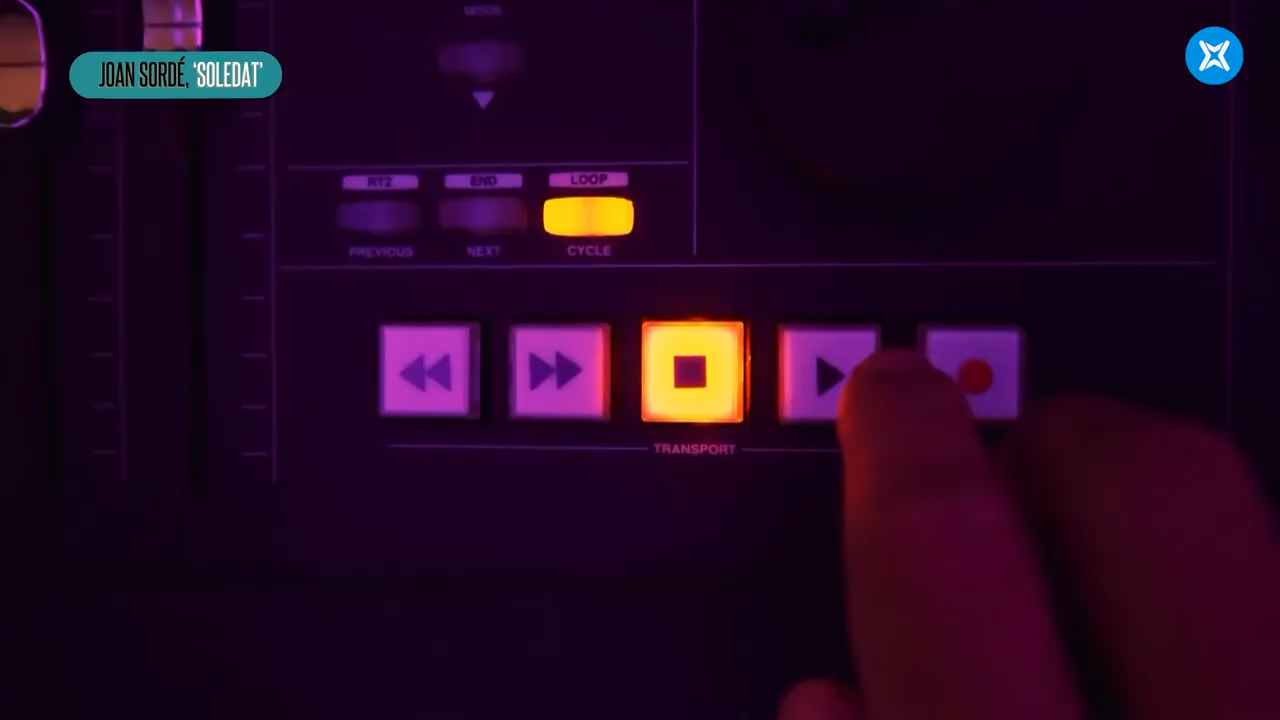 MODE
JOAN SORDÉ, ‘SOLEDAT’
RTZ END LOOP
PREVIOUS NEXT CYCLE
TRANSPORT